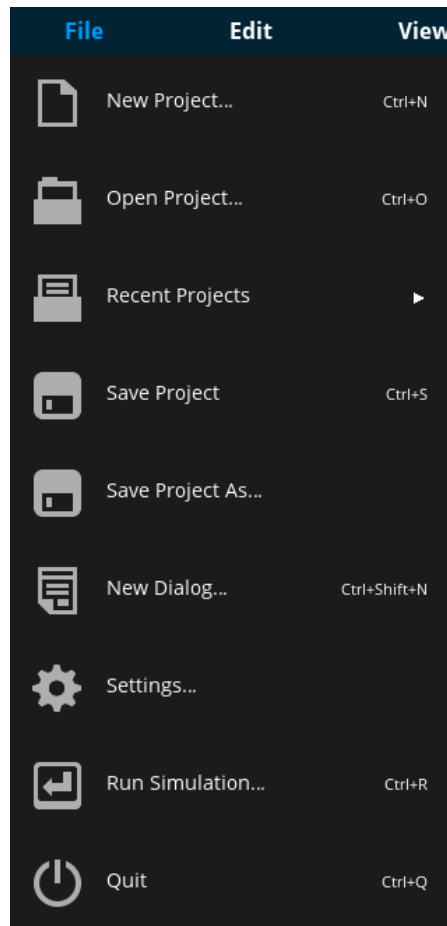 File Edit View
New Project... Ctrl+N
Open Project... Ctrl+O
Recent Projects
Save Project Ctrl+S
Save Project As...
New Dialog... Ctrl+Shift+N
Settings...
Run Simulation... Ctrl+R
Quit Ctrl+Q